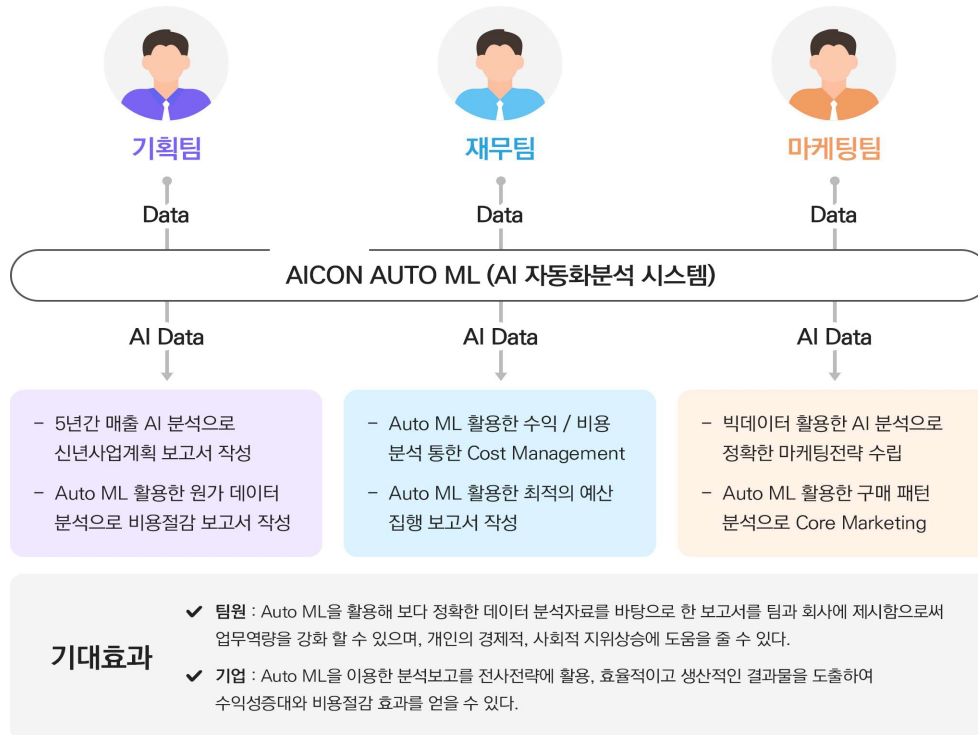 기획팀
재무팀
마케팅팀
Data
Data
Data
AICON AUTO ML (AI 자동화분석 시스템)
AI Data
AI Data
AI Data
– 5년간 매출 AI 분석으로
신년사업계획 보고서 작성
– Auto ML 활용한 원가 데이터
분석으로 비용절감 보고서 작성
– Auto ML 활용한 수익 / 비용
분석 통한 Cost Management
– Auto ML 활용한 최적의 예산
집행 보고서 작성
– 빅데이터 활용한 AI 분석으로
정확한 마케팅전략 수립
– Auto ML 활용한 구매 패턴
분석으로 Core Marketing
기대효과
✔ 팀원 : Auto ML을 활용해 보다 정확한 데이터 분석자료를 바탕으로 한 보고서를 팀과 회사에 제시함으로써
업무역량을 강화 할 수 있으며, 개인의 경제적, 사회적 지위상승에 도움을 줄 수 있다.
✔ 기업 : Auto ML을 이용한 분석보고를 전사전략에 활용, 효율적이고 생산적인 결과물을 도출하여
수익성증대와 비용절감 효과를 얻을 수 있다.